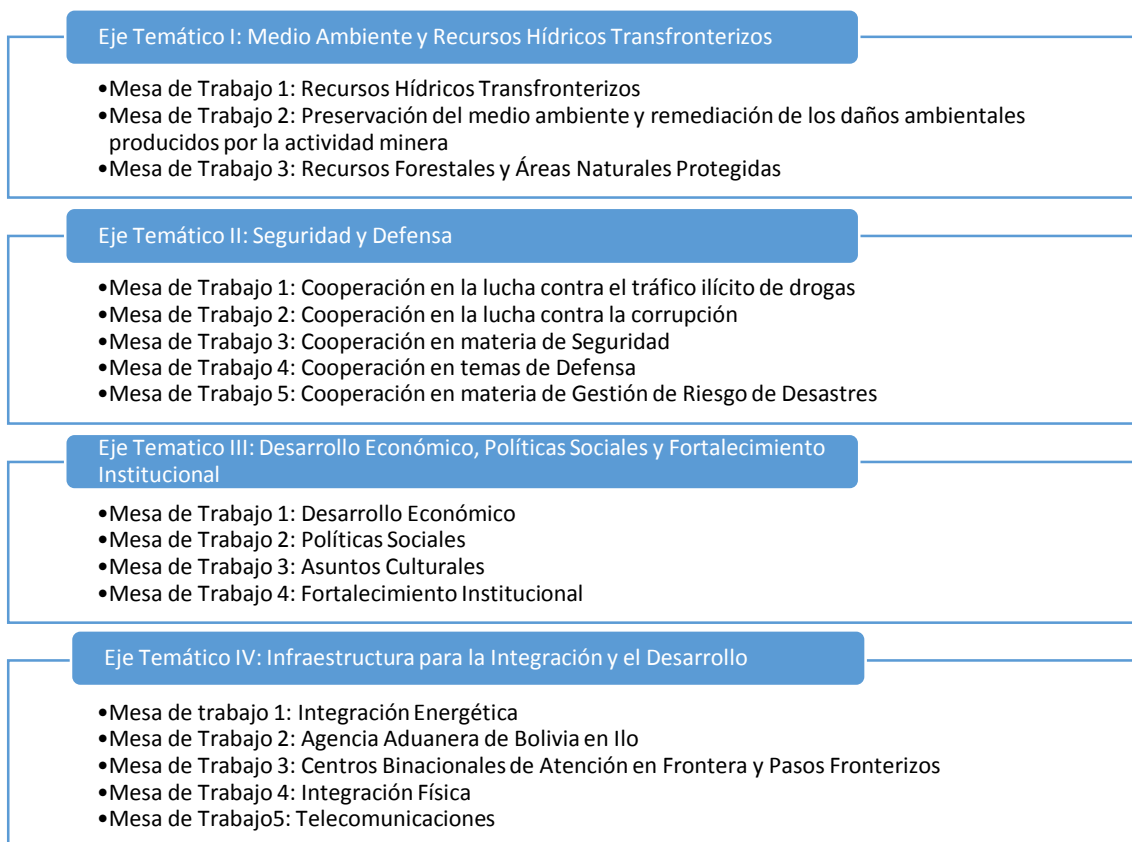 Eje Temático I: Medio Ambiente y Recursos Hídricos Transfronterizos
•Mesa de Trabajo 1: Recursos Hídricos Transfronterizos
•Mesa de Trabajo 2: Preservación del medio ambiente y remediación de los daños ambientales
producidos por la actividad minera
•Mesa de Trabajo 3: Recursos Forestales y Áreas Naturales Protegidas
Eje Temático II: Seguridad y Defensa
•Mesa de Trabajo 1: Cooperación en la lucha contra el tráfico ilícito de drogas
•Mesa de Trabajo 2: Cooperación en la lucha contra la corrupción
•Mesa de Trabajo 3: Cooperación en materia de Seguridad
•Mesa de Trabajo 4: Cooperación en temas de Defensa
•Mesa de Trabajo 5: Cooperación en materia de Gestión de Riesgo de Desastres
Eje Tematico III: Desarrollo Económico, Políticas Sociales y Fortalecimiento
Institucional
•Mesa de Trabajo 1: Desarrollo Económico
•Mesa de Trabajo 2: Políticas Sociales
•Mesa de Trabajo 3: Asuntos Culturales
•Mesa de Trabajo 4: Fortalecimiento Institucional
Eje Temático IV: Infraestructura para la Integración y el Desarrollo
•Mesa de trabajo 1: Integración Energética
•Mesa de Trabajo 2: Agencia Aduanera de Bolivia en Ilo
•Mesa de Trabajo 3: Centros Binacionales de Atención en Frontera y Pasos Fronterizos
•Mesa de Trabajo 4: Integración Física
•Mesa de Trabajo5: Telecomunicaciones